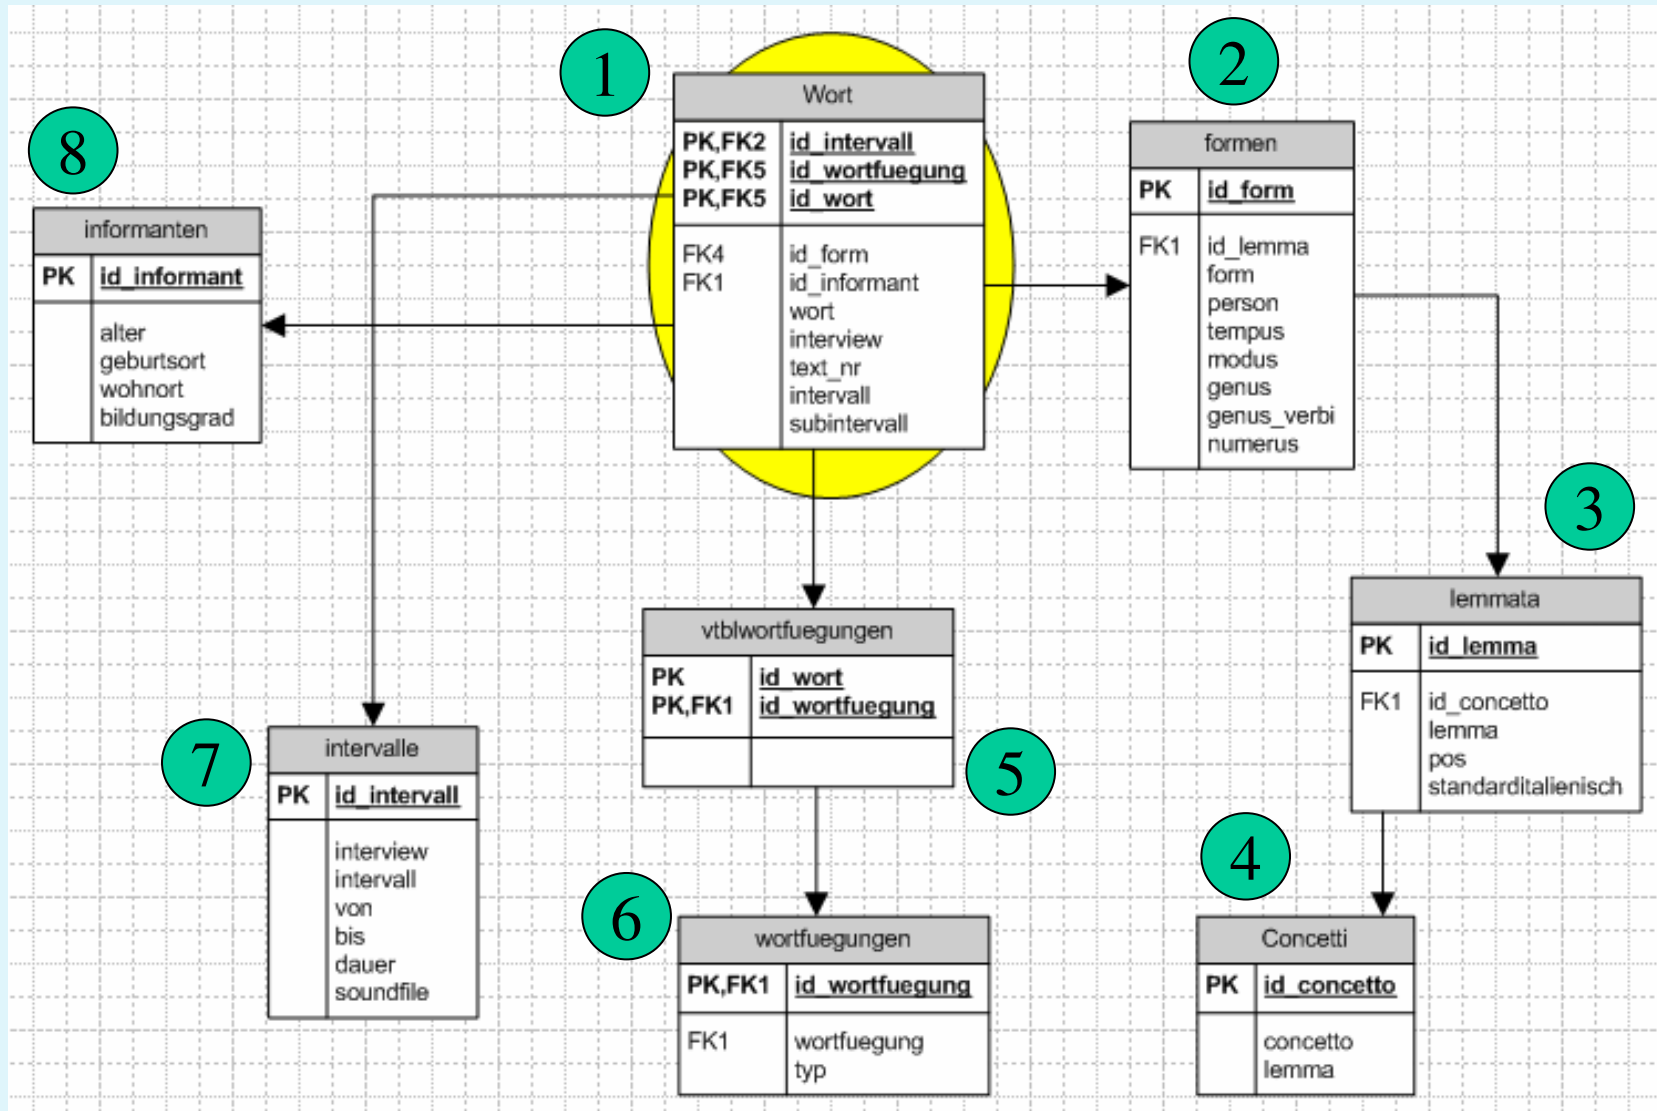 1
Wort
PK,FK2 id_intervall
PK,FK5 id_wortfuegung
PK,FK5 id_wort
FK4 id_form
FK1 id_informant
wort
interview
text_nr
intervall
subintervall
2
formen
PK id_form
FK1 id_lemma
form
person
tempus
modus
genus
genus_verbi
numerus
3
lemmata
PK id_lemma
FK1 id_concetto
lemma
pos
standarditalienisch
4
Concetti
PK id_concetto
concetto
lemma
5
vtblwortfuegungen
PK id_wort
PK,FK1 id_wortfuegung
6
wortfuegungen
PK,FK1 id_wortfuegung
FK1 wortfuegung
typ
7
intervalle
PK id_intervall
interview
intervall
von
bis
dauer
soundfile
8
informanten
PK id_informant
alter
geburtsort
wohnort
bildungsgrad